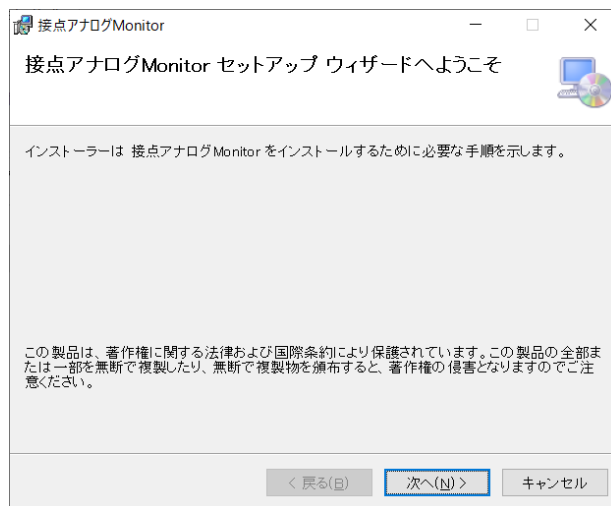 接点アナログMonitor
接点アナログMonitor セットアップ ウィザードへようこそ
インストーラーは 接点アナログMonitor をインストールするために必要な手順を示します。
この製品は、著作権に関する法律および国際条約により保護されています。この製品の全部ま
たは一部を無断で複製したり、無断で複製物を頒布すると、著作権の侵害となりますのでご注
意ください。
< 戻る(B)
次へ(N) >
キャンセル